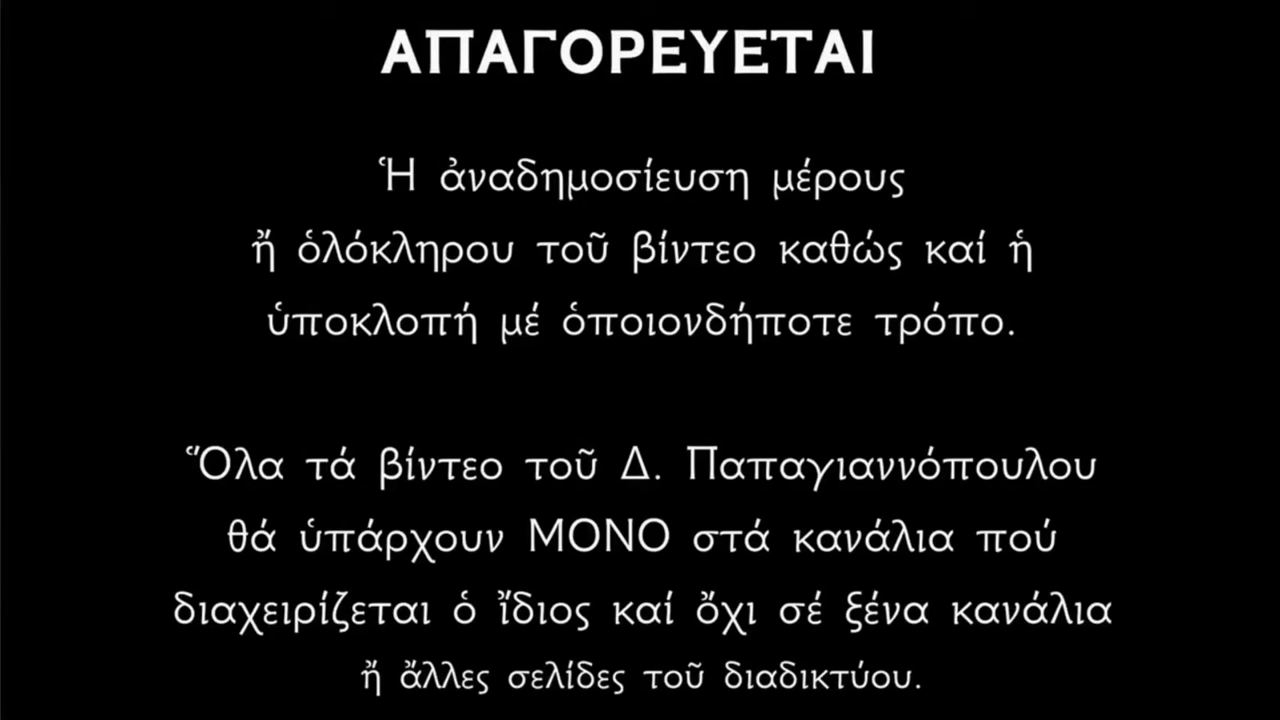 ΑΠΑΓΟΡΕΥΕΤΑΙ
Ἡ ἀναδημοσίευση μέρους
ἤ ὁλόκληρου τοῦ βίντεο καθώς καί ἡ
ὑποκλοπή μέ ὁποιονδήποτε τρόπο.
Ὅλα τά βίντεο τοῦ Δ. Παπαγιαννόπουλου
θά ὑπάρχουν ΜΟΝΟ στά κανάλια πού
διαχειρίζεται ὁ ἴδιος καί ὄχι σέ ξένα κανάλια
ἤ ἄλλες σελίδες τοῦ διαδικτύου.